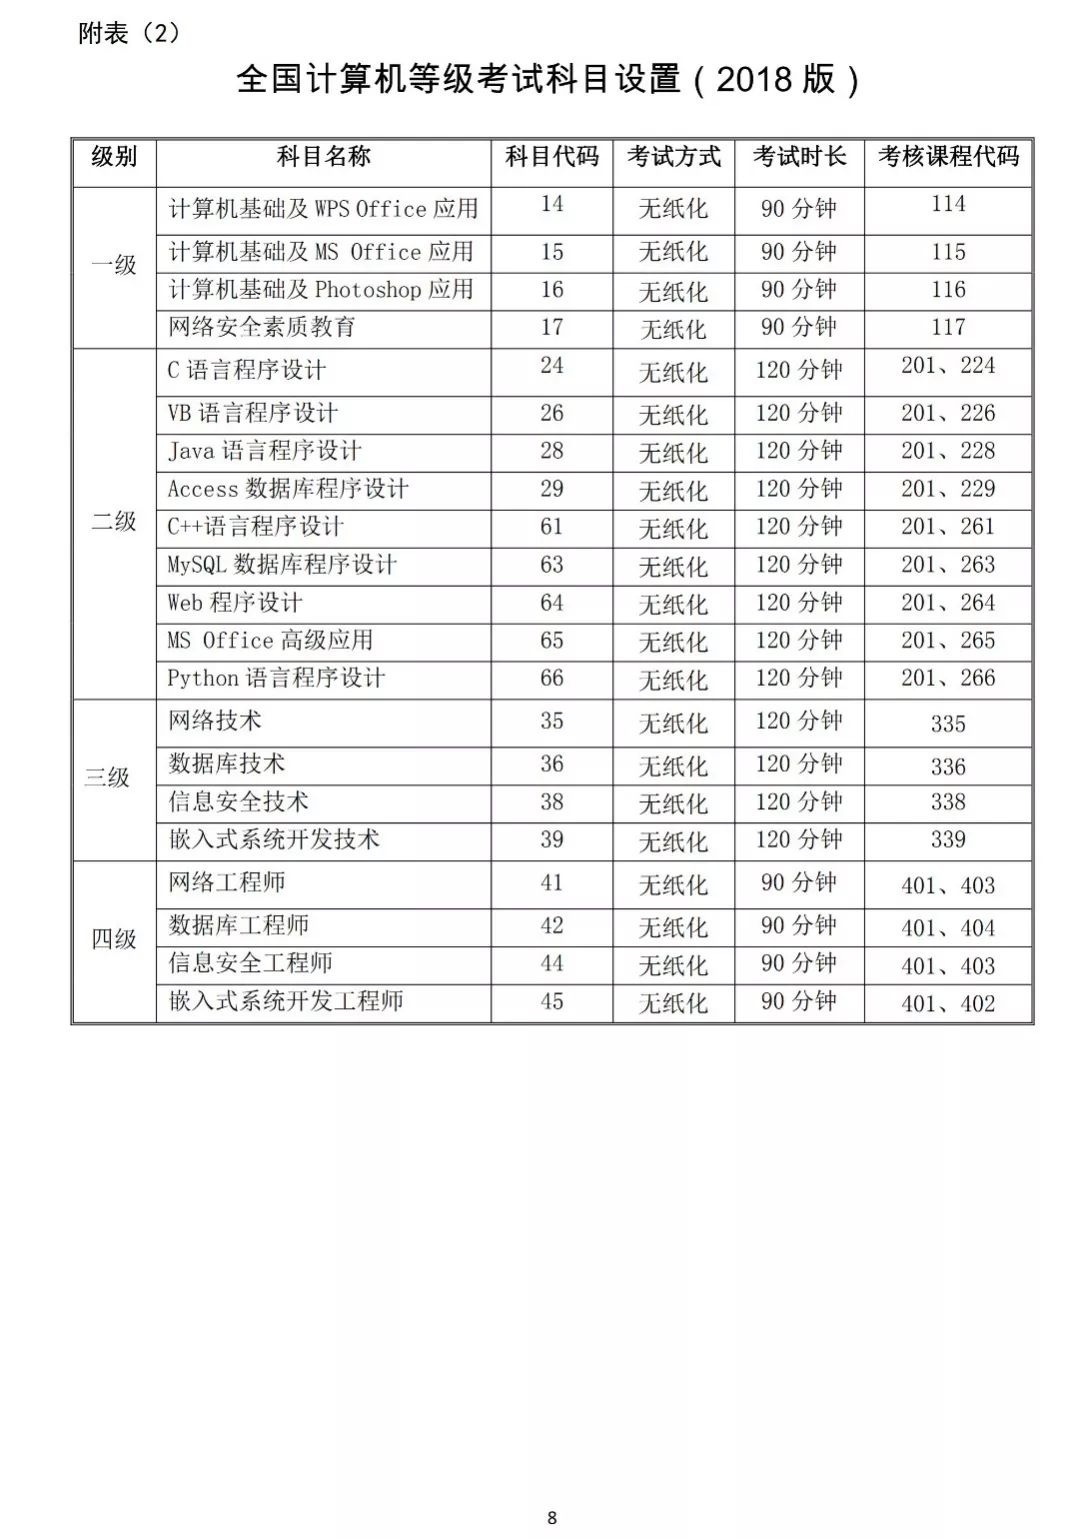 附表（2）
全国计算机等级考试科目设置（2018 版）
级别 科目名称 科目代码 考试方式 考试时长 考核课程代码
一级
计算机基础及 WPS Office 应用 14 无纸化 90 分钟 114
计算机基础及 MS Office 应用 15 无纸化 90 分钟 115
计算机基础及 Photoshop 应用 16 无纸化 90 分钟 116
网络安全素质教育 17 无纸化 90 分钟 117
二级
C 语言程序设计 24 无纸化 120 分钟 201、224
VB 语言程序设计 26 无纸化 120 分钟 201、226
Java 语言程序设计 28 无纸化 120 分钟 201、228
Access 数据库程序设计 29 无纸化 120 分钟 201、229
C++语言程序设计 61 无纸化 120 分钟 201、261
MySQL 数据库程序设计 63 无纸化 120 分钟 201、263
Web 程序设计 64 无纸化 120 分钟 201、264
MS Office 高级应用 65 无纸化 120 分钟 201、265
Python 语言程序设计 66 无纸化 120 分钟 201、266
三级
网络技术 35 无纸化 120 分钟 335
数据库技术 36 无纸化 120 分钟 336
信息安全技术 38 无纸化 120 分钟 338
嵌入式系统开发技术 39 无纸化 120 分钟 339
四级
网络工程师 41 无纸化 90 分钟 401、403
数据库工程师 42 无纸化 90 分钟 401、404
信息安全工程师 44 无纸化 90 分钟 401、403
嵌入式系统开发工程师 45 无纸化 90 分钟 401、402
8